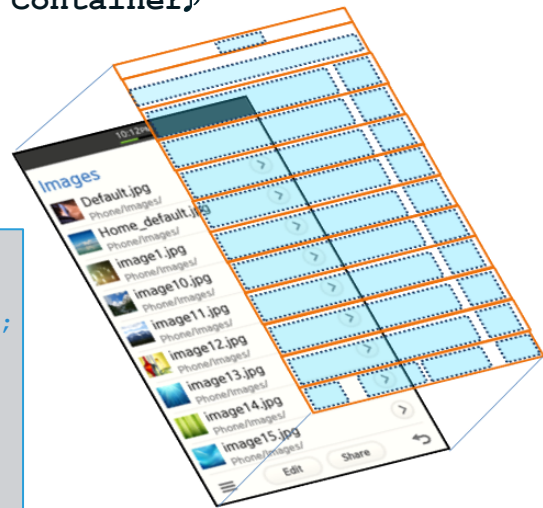 Container♪
10:12PM
Images
Default.jpg
Phone/Images/
Home_default.jpg
Phone/Images/
image1.jpg
Phone/Images/
image10.jpg
Phone/Images/
image11.jpg
Phone/Images/
image12.jpg
Phone/Images/
image13.jpg
Phone/Images/
image14.jpg
Phone/Images/
image15.jpg
Phone/Images/
Edit Share
;